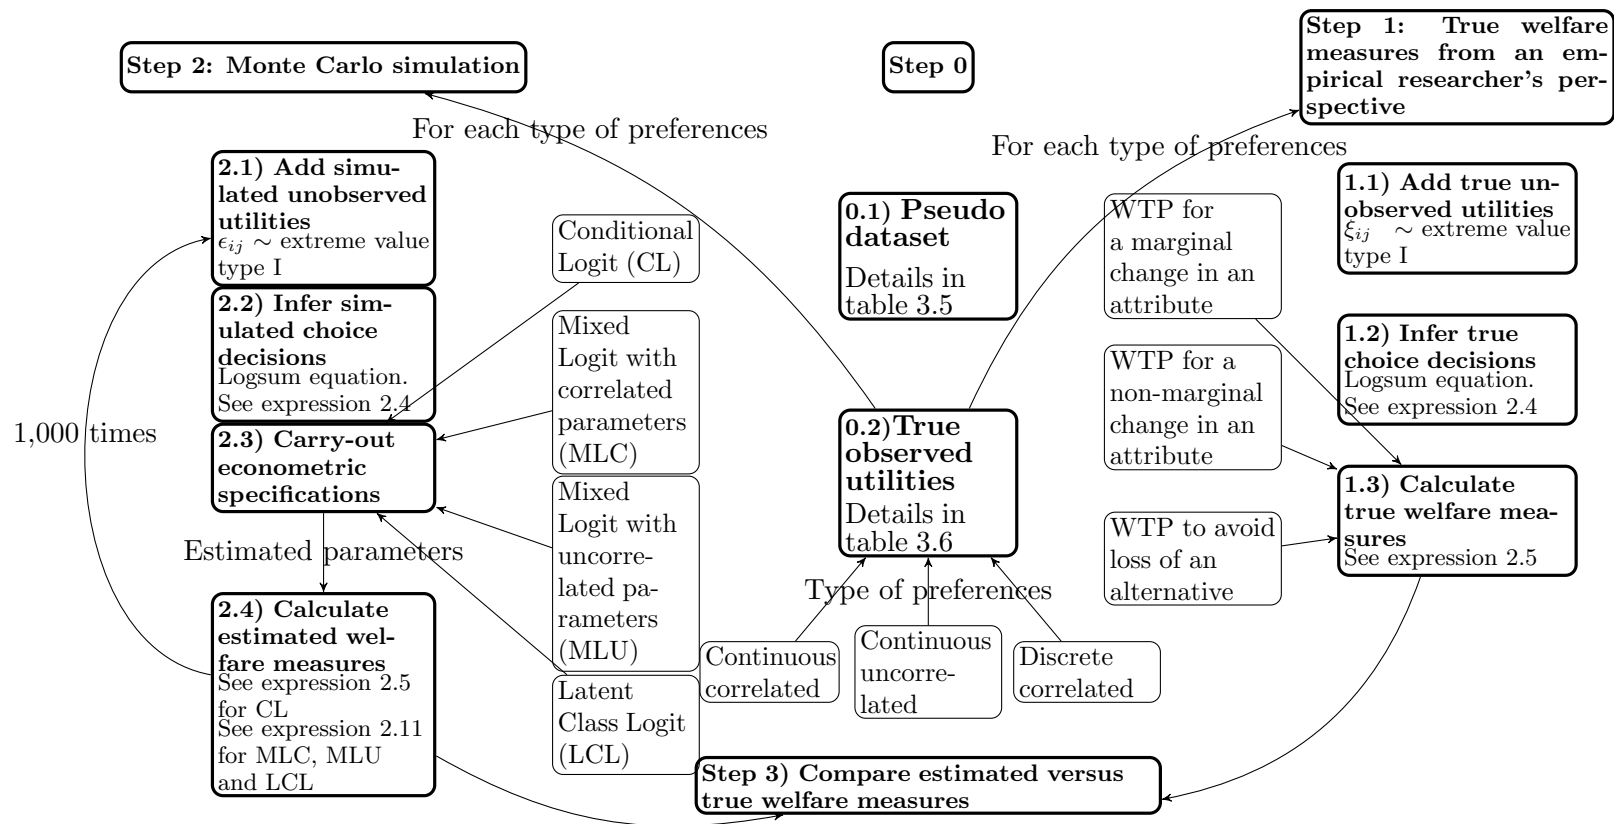 Step 2: Monte Carlo simulation
Step 0
Step 1: True welfare
measures from an em-
pirical researcher's per-
spective
For each type of preferences
For each type of preferences
2.1) Add simu-
lated unobserved
utilities
ϵij ∼ extreme value
type I
2.2) Infer sim-
ulated choice
decisions
Logsum equation.
See expression 2.4
1,000 times
2.3) Carry-out
econometric
specifications
Estimated parameters
2.4) Calculate
estimated wel-
fare measures
See expression 2.5
for CL
See expression 2.11
for MLC, MLU
and LCL
Conditional
Logit (CL)
Mixed
Logit with
correlated
parameters
(MLC)
Mixed
Logit with
uncorre-
lated pa-
rameters
(MLU)
Latent
Class Logit
(LCL)
0.1) Pseudo
dataset
Details in
table 3.5
0.2)True
observed
utilities
Details in
table 3.6
Type of preferences
Continuous
correlated
Continuous
uncorre-
lated
Discrete
correlated
WTP for
a marginal
change in an
attribute
WTP for a
non-marginal
change in an
attribute
WTP to avoid
loss of an
alternative
1.1) Add true un-
observed utilities
ξij ∼ extreme value
type I
1.2) Infer true
choice decisions
Logsum equation.
See expression 2.4
1.3) Calculate
true welfare mea-
sures
See expression 2.5
Step 3) Compare estimated versus
true welfare measures